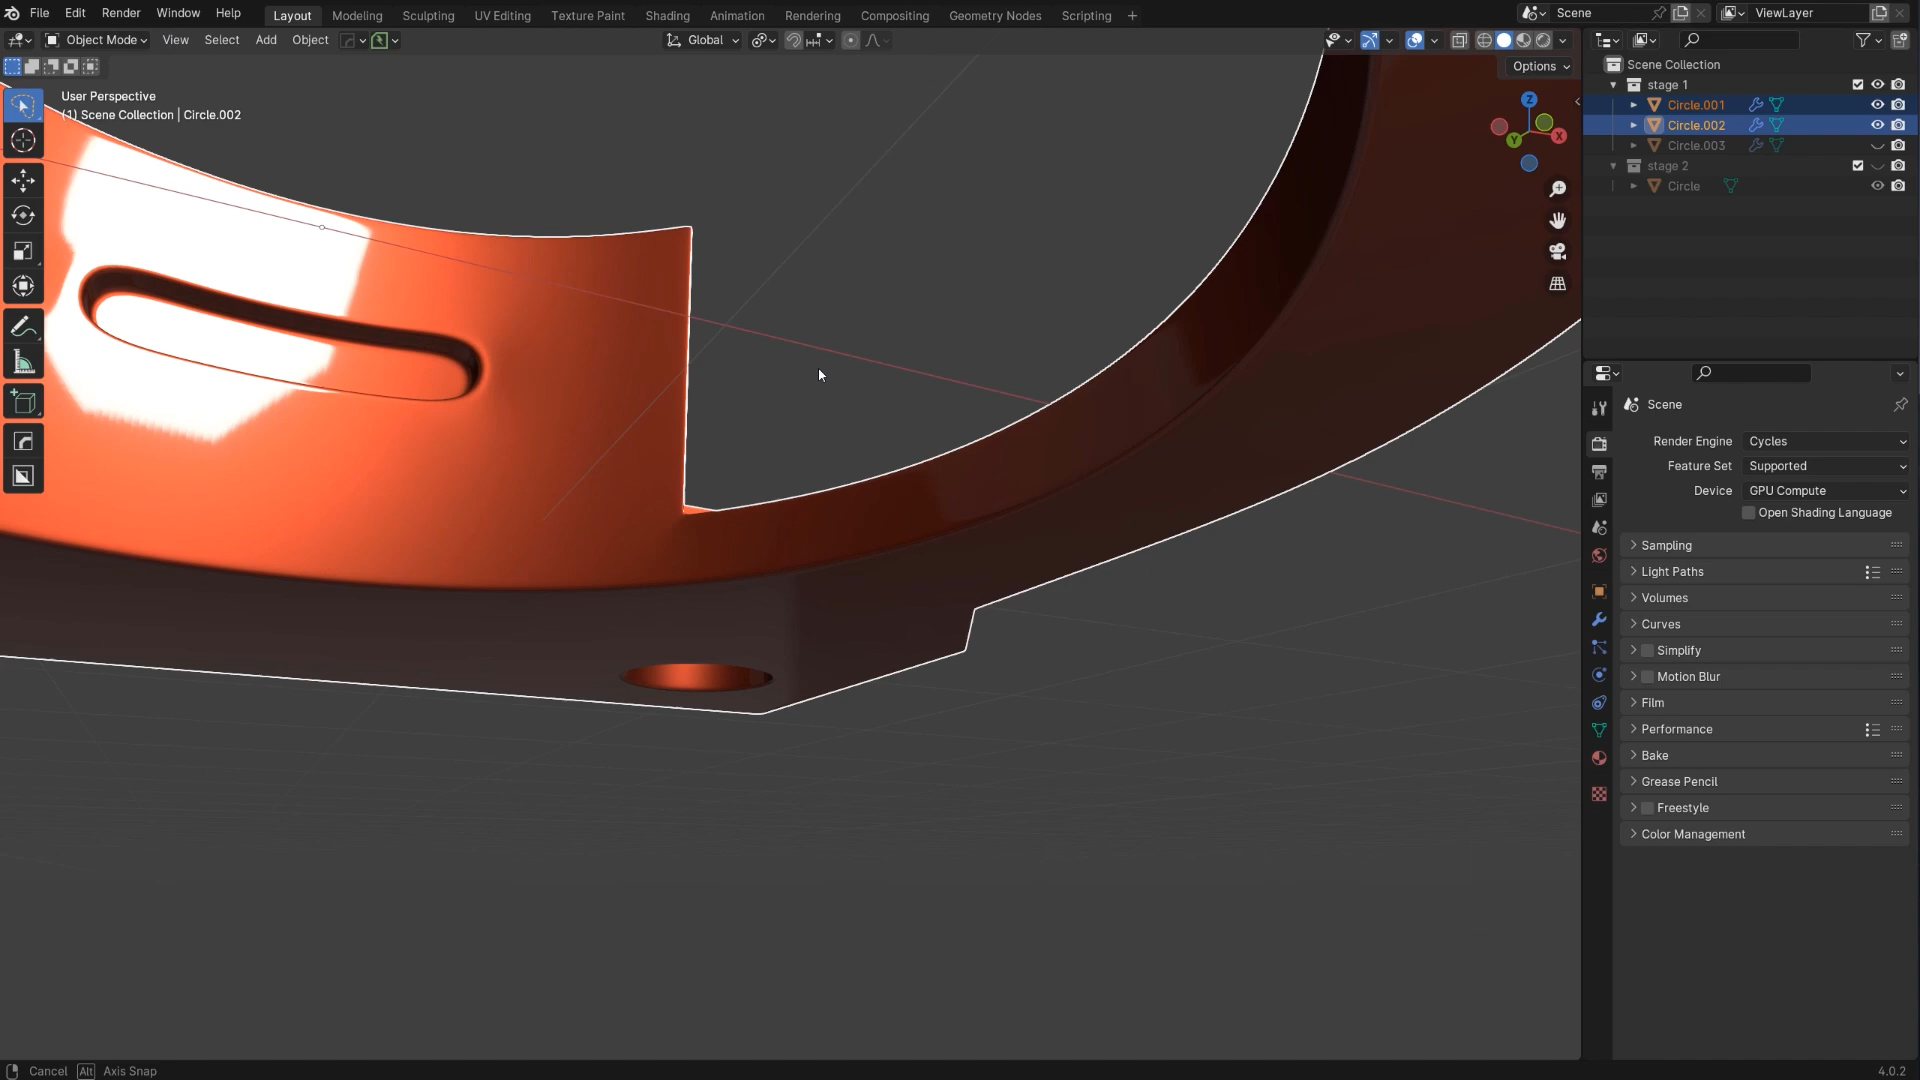 File Edit Render Window Help Layout Modeling Sculpting UV Editing Texture Paint Shading Animation Rendering Compositing Geometry Nodes Scripting + Scene ViewLayer
Object Mode View Select Add Object Global
Options
User Perspective
(1) Scene Collection | Circle.002
Z
X
Y
Scene Collection
stage 1
Circle.001
Circle.002
Circle.003
stage 2
Circle
Scene
Render Engine Cycles
Feature Set Supported
Device GPU Compute
Open Shading Language
Sampling
Light Paths
Volumes
Curves
Simplify
Motion Blur
Film
Performance
Bake
Grease Pencil
Freestyle
Color Management
Cancel Alt Axis Snap 4.0.2